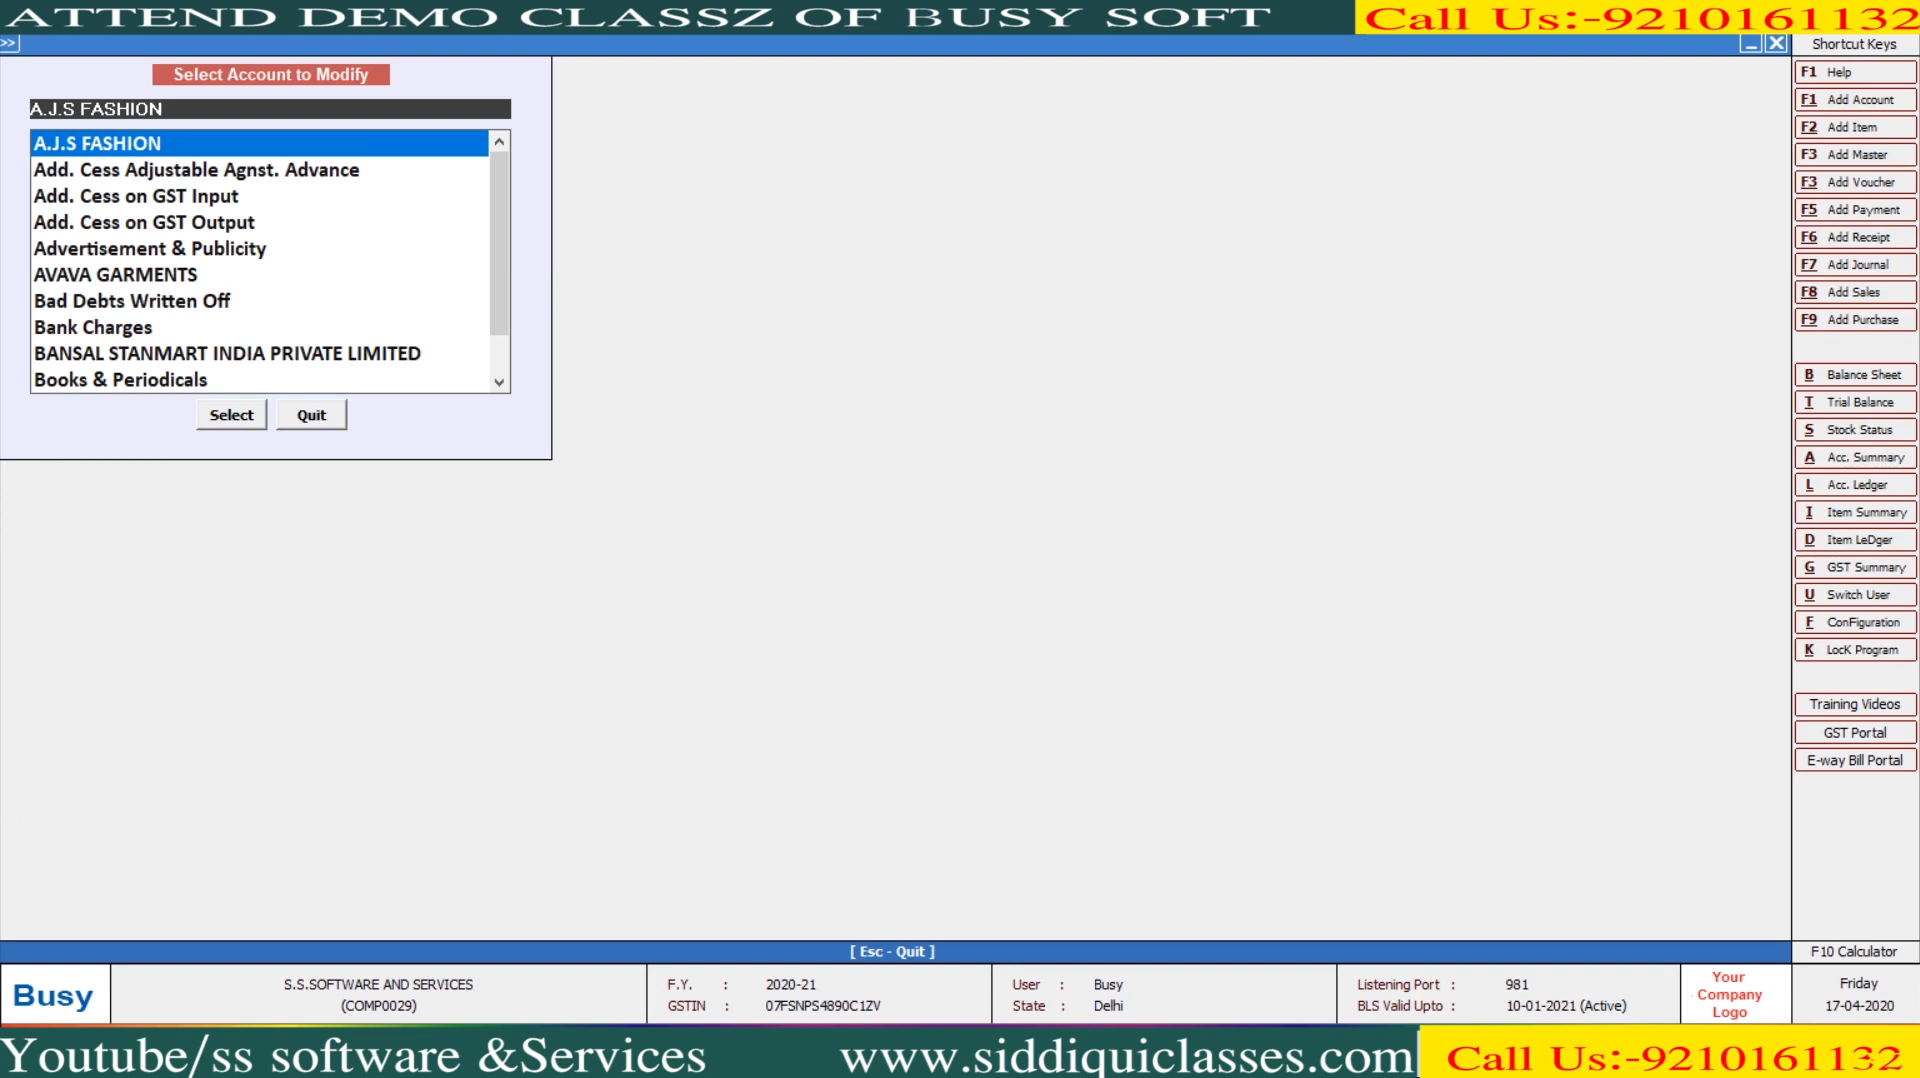 ATTEND DEMO CLASSZ OF BUSY SOFT
Call Us:-9210161132
>>
Shortcut Keys
Select Account to Modify
A.J.S FASHION
A.J.S FASHION
Add. Cess Adjustable Agnst. Advance
Add. Cess on GST Input
Add. Cess on GST Output
Advertisement & Publicity
AVAVA GARMENTS
Bad Debts Written Off
Bank Charges
BANSAL STANMART INDIA PRIVATE LIMITED
Books & Periodicals
Select Quit
F1 Help
F1 Add Account
F2 Add Item
F3 Add Master
F3 Add Voucher
F5 Add Payment
F6 Add Receipt
F7 Add Journal
F8 Add Sales
F9 Add Purchase
B Balance Sheet
T Trial Balance
S Stock Status
A Acc. Summary
L Acc. Ledger
I Item Summary
D Item LeDger
G GST Summary
U Switch User
F ConFiguration
K LocK Program
Training Videos
GST Portal
E-way Bill Portal
[ Esc - Quit ]
F10 Calculator
Busy
S.S.SOFTWARE AND SERVICES
(COMP0029)
F.Y. : 2020-21
GSTIN : 07FSNPS4890C1ZV
User : Busy
State : Delhi
Listening Port : 981
BLS Valid Upto : 10-01-2021 (Active)
Your
Company
Logo
Friday
17-04-2020
Youtube/ss software &Services
www.siddiquiclasses.com
Call Us:-9210161132